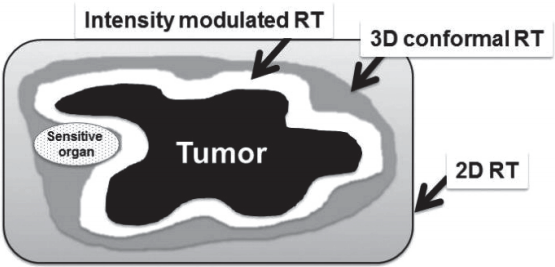 Intensity modulated RT
3D conformal RT
Sensitive
organ
Tumor
2D RT